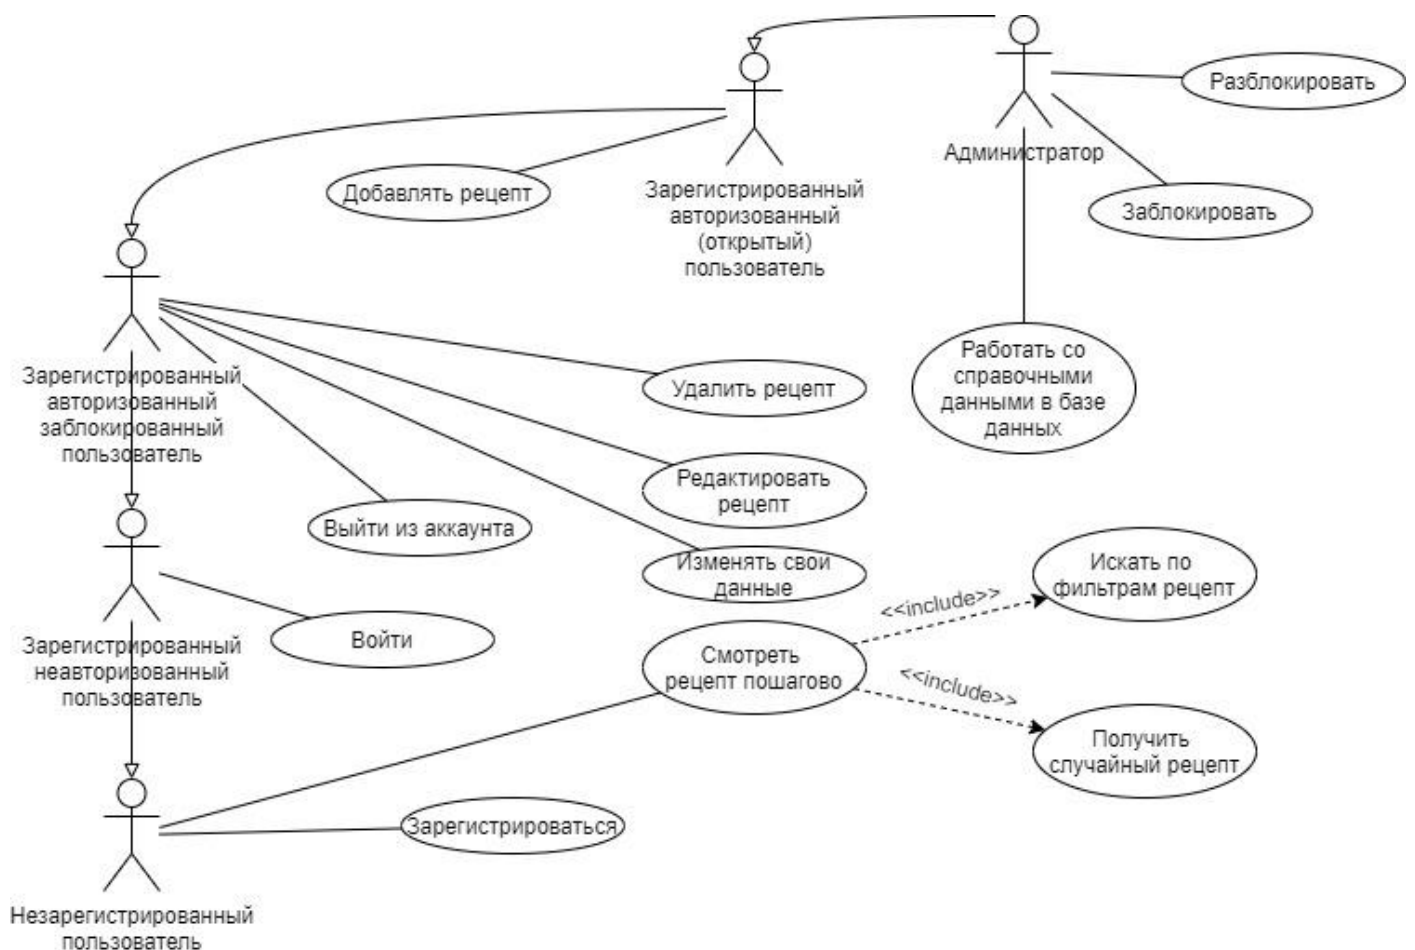 Разблокировать
Администратор
Добавлять рецепт
Зарегистрированный
авторизованный
(открытый)
пользователь
Заблокировать
Зарегистрированный
авторизованный
заблокированный
пользователь
Удалить рецепт
Работать со
справочными
данными в базе
данных
Редактировать
рецепт
Выйти из аккаунта
Изменять свои
данные
Искать по
фильтрам рецепт
<<include>>
Войти
Зарегистрированный
неавторизованный
пользователь
Смотреть
рецепт пошагово
<<include>>
Получить
случайный рецепт
Зарегистрироваться
Незарегистрированный
пользователь